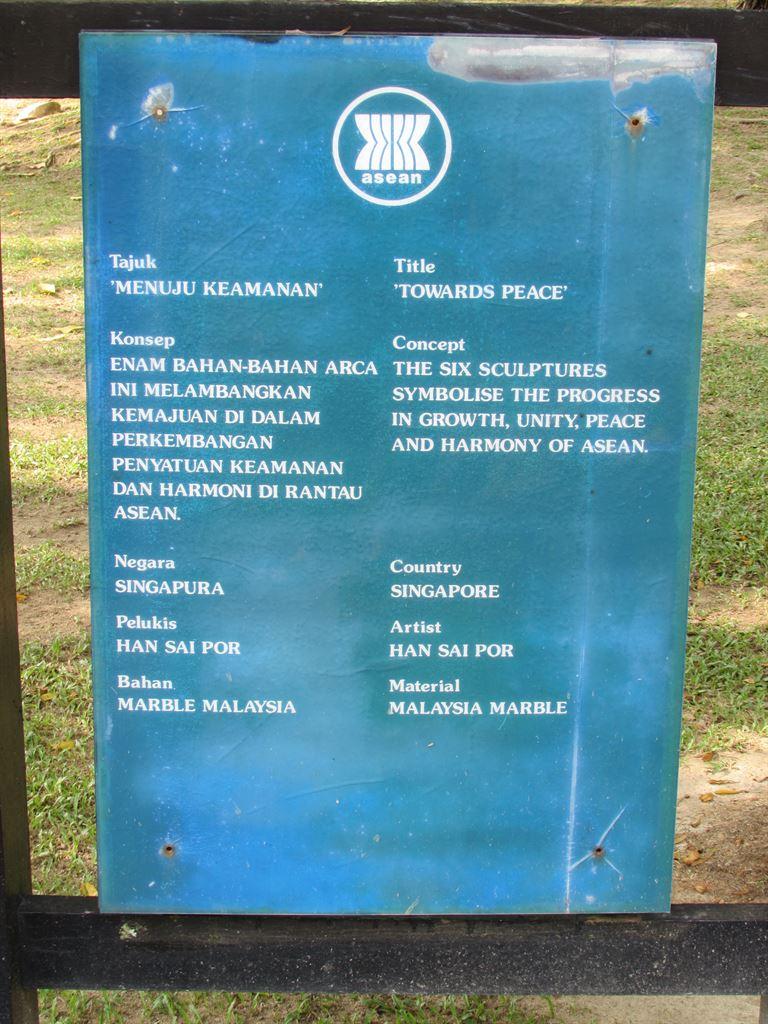 asean
Tajuk
'MENUJU KEAMANAN'
Konsep
ENAM BAHAN-BAHAN ARCA
INI MELAMBANGKAN
KEMAJUAN DI DALAM
PERKEMBANGAN
PENYATUAN KEAMANAN
DAN HARMONI DI RANTAU
ASEAN.
Negara
SINGAPURA
Pelukis
HAN SAI POR
Bahan
MARBLE MALAYSIA
Title
'TOWARDS PEACE'
Concept
THE SIX SCULPTURES
SYMBOLISE THE PROGRESS
IN GROWTH, UNITY, PEACE
AND HARMONY OF ASEAN.
Country
SINGAPORE
Artist
HAN SAI POR
Material
MALAYSIA MARBLE